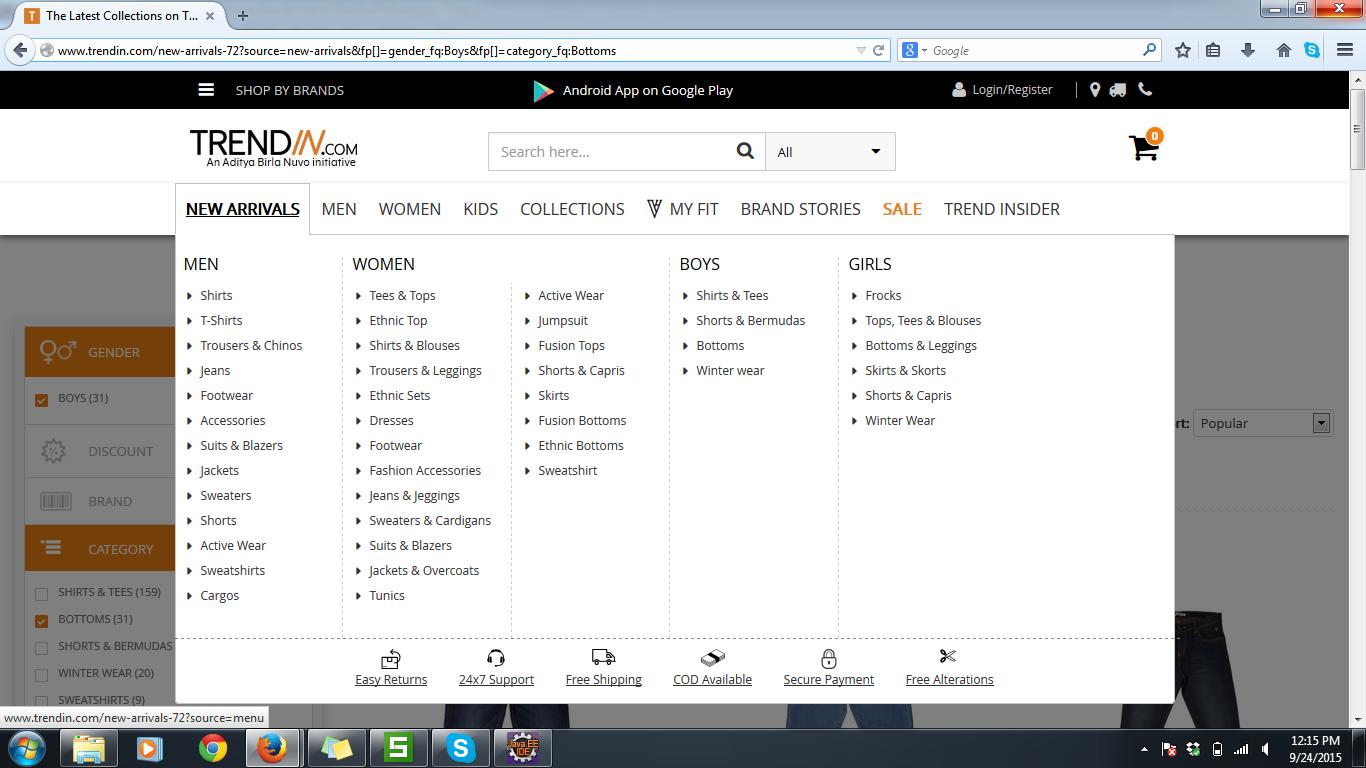 The Latest Collections on T...
www.trendin.com/new-arrivals-72?source=new-arrivals&fp[]=gender_fq:Boys&fp[]=category_fq:Bottoms
Google
SHOP BY BRANDS
Android App on Google Play
Login/Register
TRENDIN.COM
An Aditya Birla Nuvo initiative
Search here...
All
0
NEW ARRIVALS
MEN
WOMEN
KIDS
COLLECTIONS
MY FIT
BRAND STORIES
SALE
TREND INSIDER
MEN
Shirts
T-Shirts
Trousers & Chinos
Jeans
Footwear
Accessories
Suits & Blazers
Jackets
Sweaters
Shorts
Active Wear
Sweatshirts
Cargos
WOMEN
Tees & Tops
Ethnic Top
Shirts & Blouses
Trousers & Leggings
Ethnic Sets
Dresses
Footwear
Fashion Accessories
Jeans & Jeggings
Sweaters & Cardigans
Suits & Blazers
Jackets & Overcoats
Tunics
Active Wear
Jumpsuit
Fusion Tops
Shorts & Capris
Skirts
Fusion Bottoms
Ethnic Bottoms
Sweatshirt
BOYS
Shirts & Tees
Shorts & Bermudas
Bottoms
Winter wear
GIRLS
Frocks
Tops, Tees & Blouses
Bottoms & Leggings
Skirts & Skorts
Shorts & Capris
Winter Wear
Easy Returns
24x7 Support
Free Shipping
COD Available
Secure Payment
Free Alterations
GENDER
BOYS (31)
DISCOUNT
BRAND
CATEGORY
SHIRTS & TEES (159)
BOTTOMS (31)
SHORTS & BERMUDAS
WINTER WEAR (20)
SWEATSHIRTS (9)
rt:
Popular
www.trendin.com/new-arrivals-72?source=menu
Java EE
IDE
12:15 PM
9/24/2015